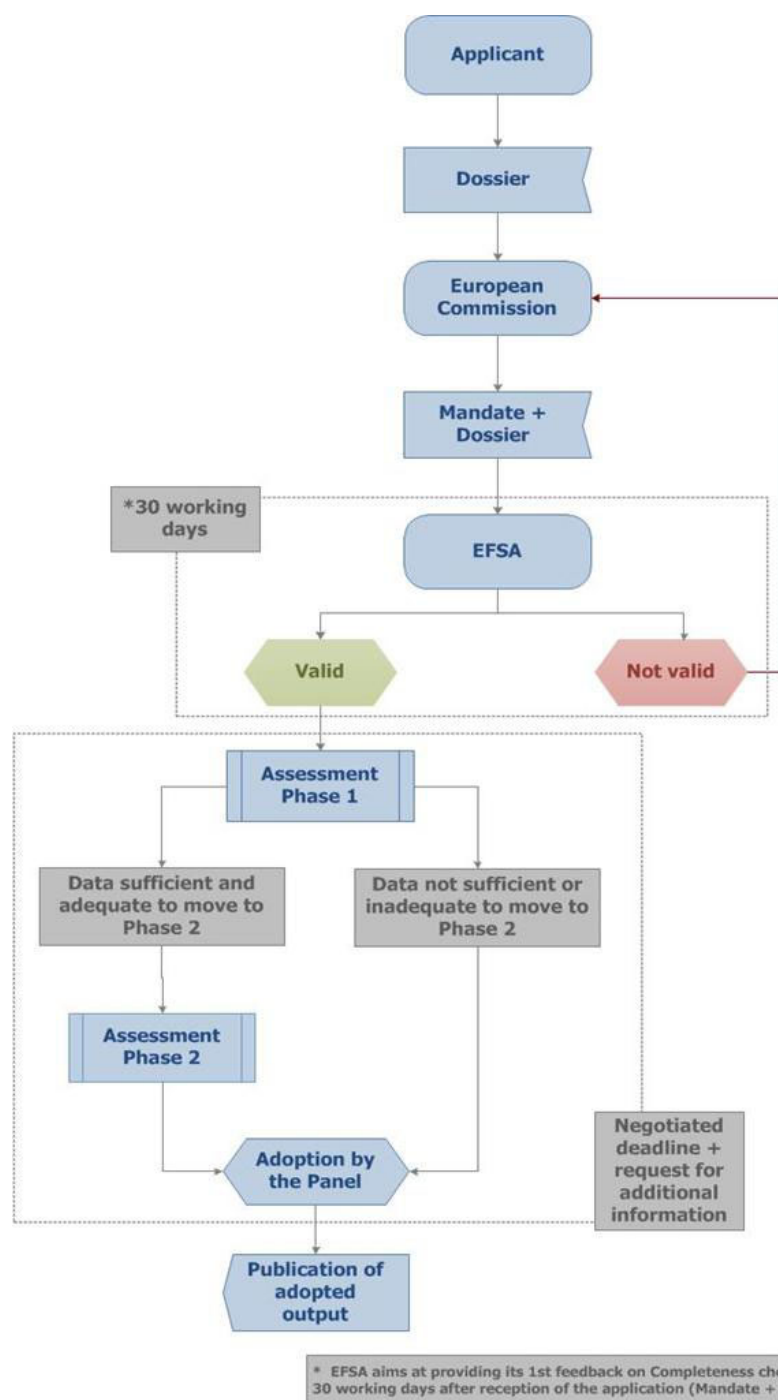 Applicant
Dossier
European
Commission
Mandate +
Dossier
*30 working
days
EFSA
Valid
Not valid
Assessment
Phase 1
Data sufficient and
adequate to move to
Phase 2
Data not sufficient or
inadequate to move to
Phase 2
Assessment
Phase 2
Negotiated
deadline +
request for
additional
information
Adoption by
the Panel
Publication of
adopted
output
* EFSA aims at providing its 1st feedback on Completeness
30 working days after reception of the application (Mandate +